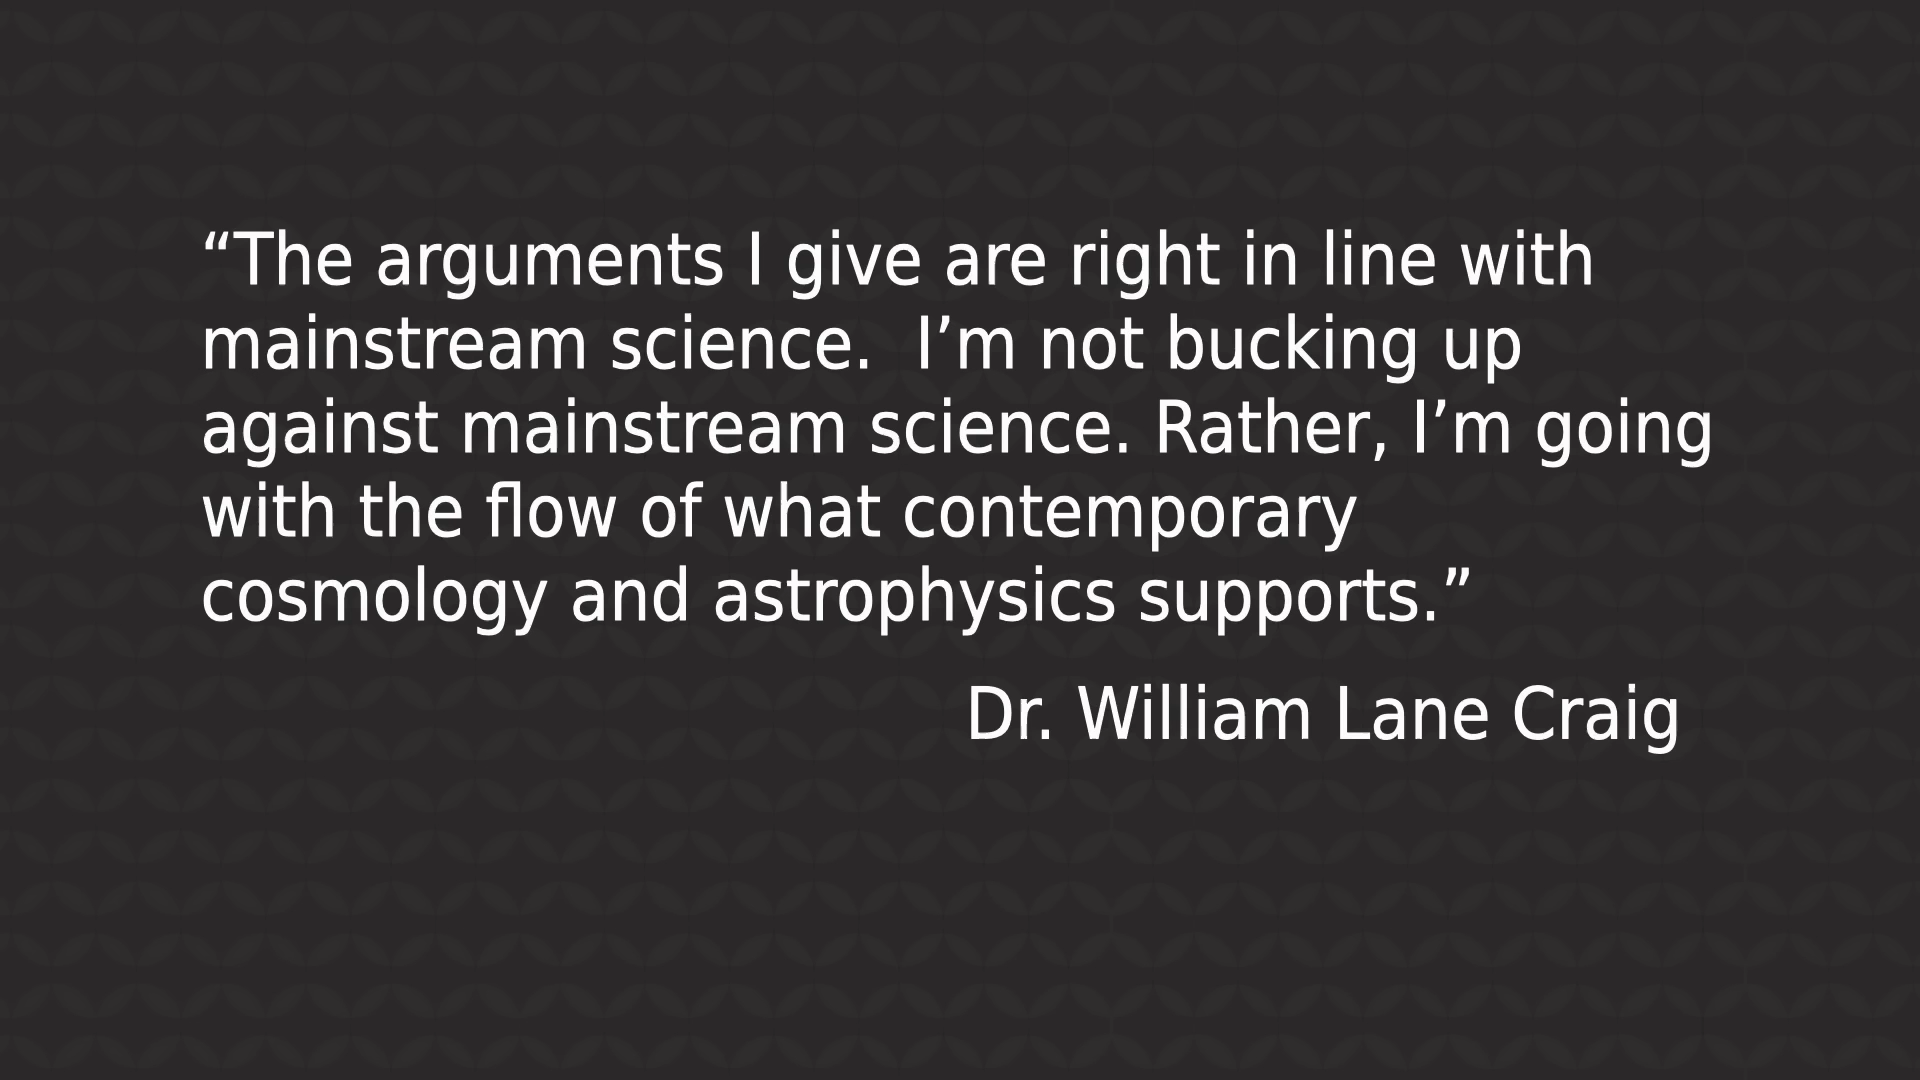 “The arguments I give are right in line with
mainstream science.  I’m not bucking up
against mainstream science. Rather, I’m going
with the flow of what contemporary
cosmology and astrophysics supports.”
Dr. William Lane Craig